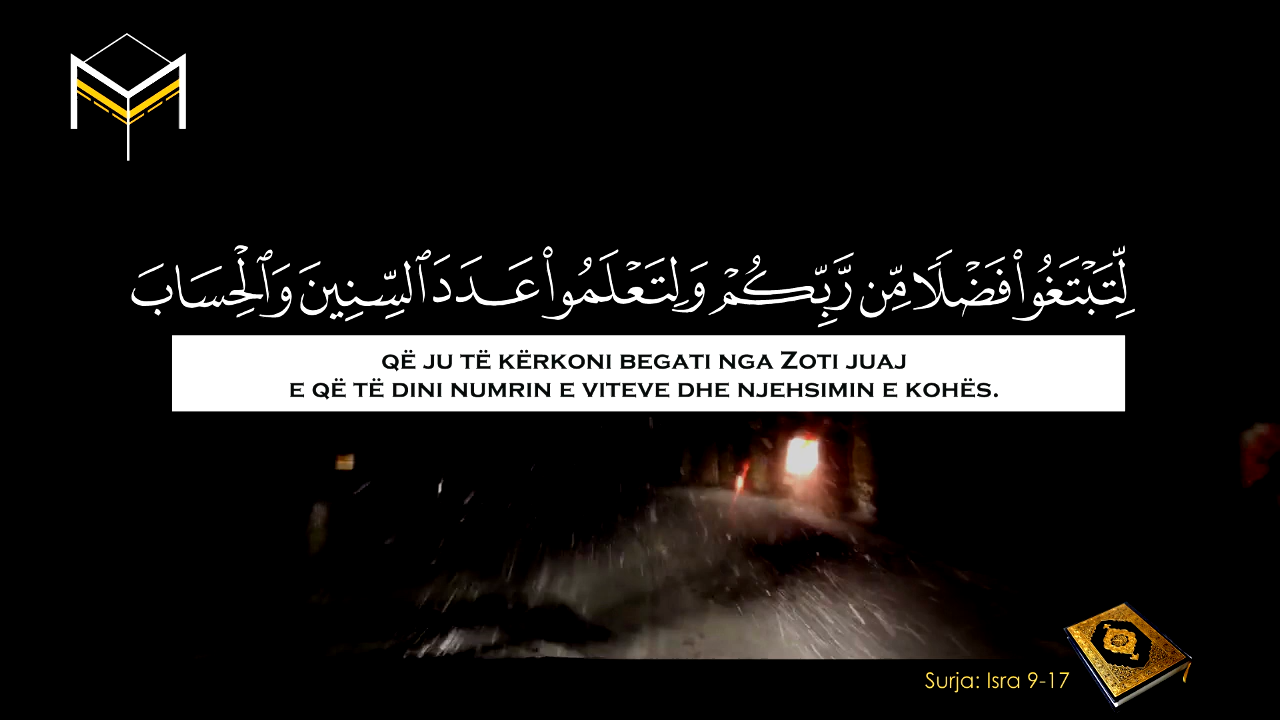 لِّتَبْتَغُوا۟ فَضْلًا مِّن رَّبِّكُمْ وَلِتَعْلَمُوا۟ عَدَدَ ٱلسِّنِينَ وَٱلْحِسَابَ
QË JU TË KËRKONI BEGATI NGA ZOTI JUAJ
E QË TË DINI NUMRIN E VITEVE DHE NJEHSIMIN E KOHËS.
Surja: Isra 9-17